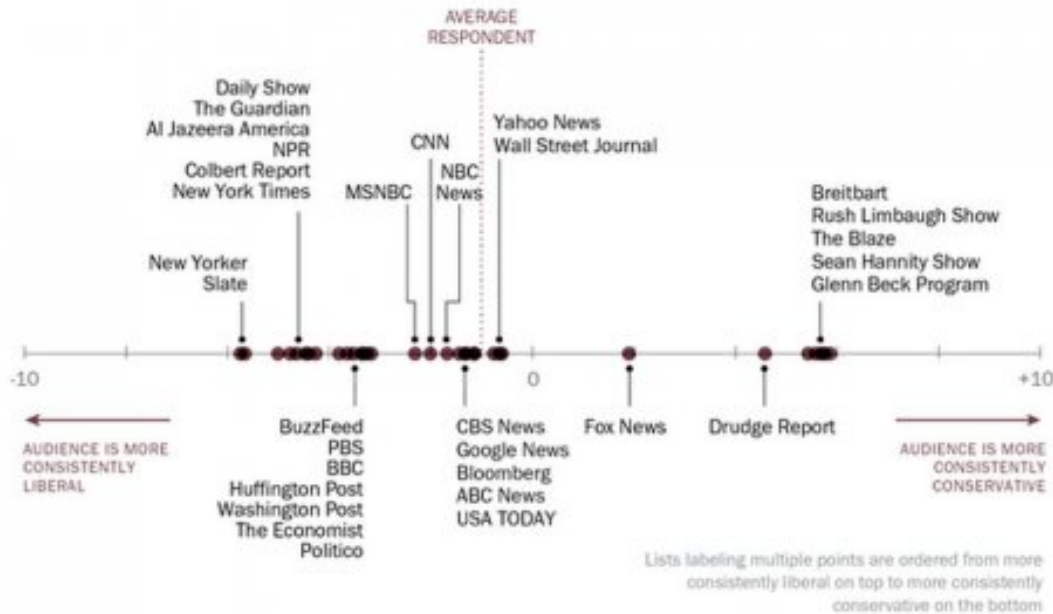 AVERAGE
RESPONDENT
Daily Show
The Guardian
Al Jazeera America
NPR
Colbert Report
New York Times
CNN
Yahoo News
Wall Street Journal
MSNBC
NBC
News
Breitbart
Rush Limbaugh Show
The Blaze
Sean Hannity Show
Glenn Beck Program
New Yorker
Slate
-10
0
+10
AUDIENCE IS MORE
CONSISTENTLY
LIBERAL
BuzzFeed
PBS
BBC
Huffington Post
Washington Post
The Economist
Politico
CBS News
Google News
Bloomberg
ABC News
USA TODAY
Fox News
Drudge Report
AUDIENCE IS MORE
CONSISTENTLY
CONSERVATIVE
Lists labeling multiple points are ordered from more
consistently liberal on top to more consistently
conservative on the bottom